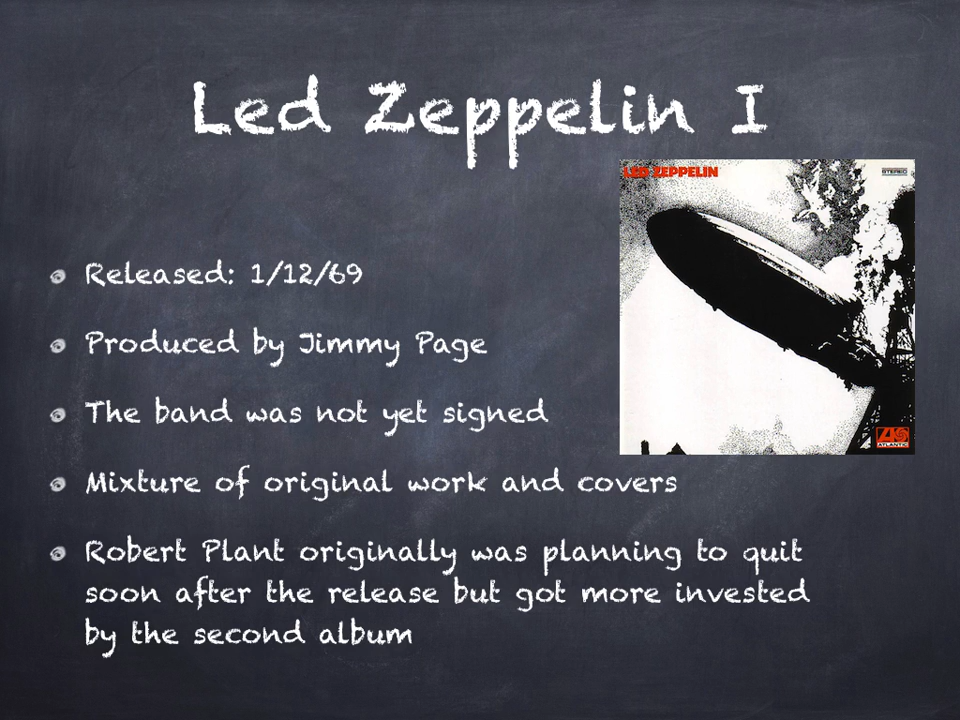 Led Zeppelin I
LED ZEPPELIN
STEREO
Released: 1/12/69
Produced by Jimmy Page
The band was not yet signed
ATLANTIC
Mixture of original work and covers
Robert Plant originally was planning to quit
soon after the release but got more invested
by the second album